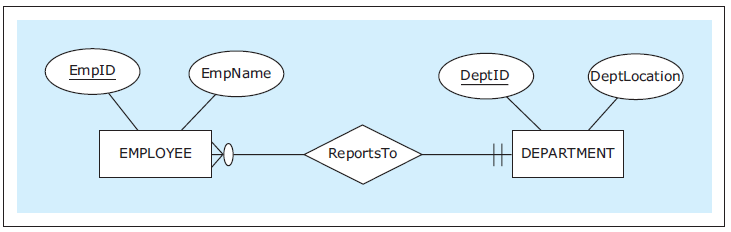 EmpID
EmpName
DeptID
DeptLocation
EMPLOYEE
ReportsTo
DEPARTMENT